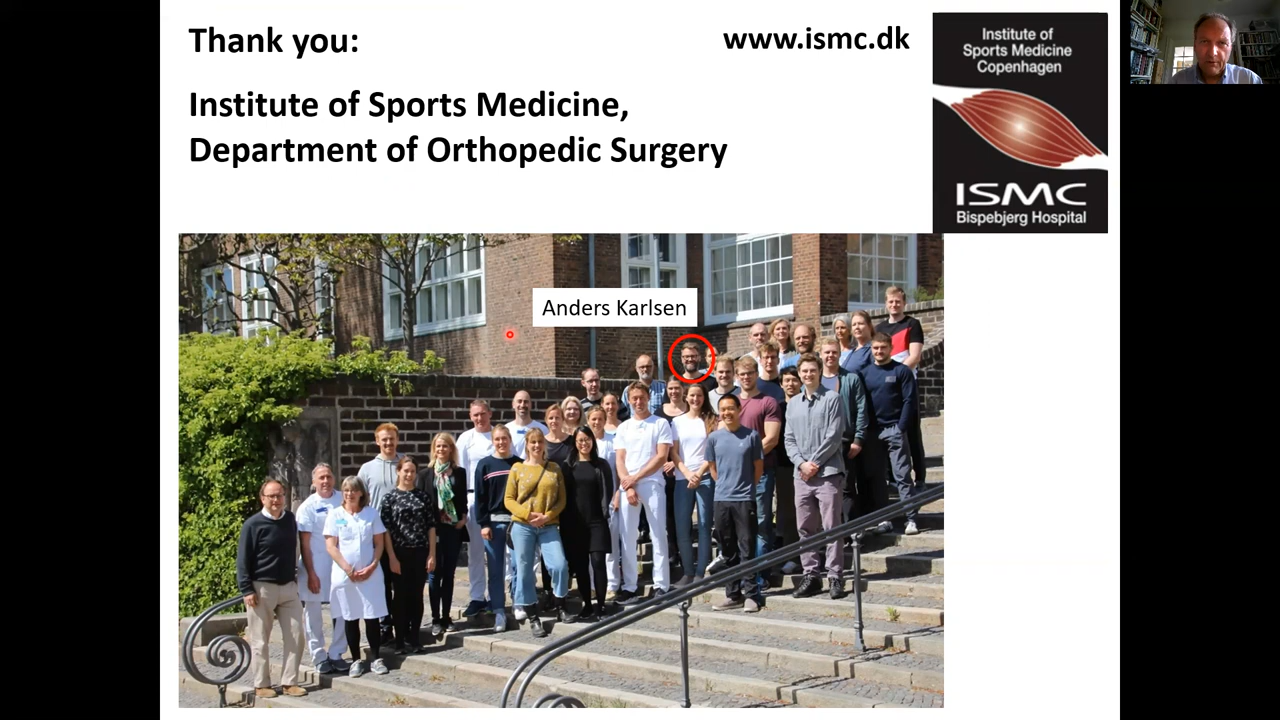 Thank you:
www.ismc.dk
Institute of Sports Medicine,
Department of Orthopedic Surgery
Institute of
Sports Medicine
Copenhagen
ISMC
Bispebjerg Hospital
Anders Karlsen